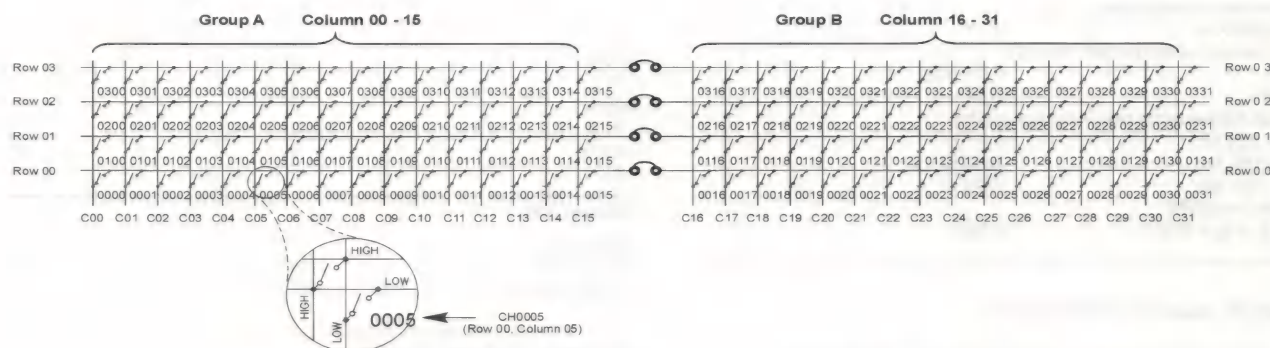 Group A Column 00 - 15 Group B Column 16 - 31
Row 03 Row 0 3
0300 0301 0302 0303 0304 0305 0306 0307 0308 0309 0310 0311 0312 0313 0314 0315 0316 0317 0318 0319 0320 0321 0322 0323 0324 0325 0326 0327 0328 0329 0330 0331
Row 02 Row 0 2
0200 0201 0202 0203 0204 0205 0206 0207 0208 0209 0210 0211 0212 0213 0214 0215 0216 0217 0218 0219 0220 0221 0222 0223 0224 0225 0226 0227 0228 0229 0230 0231
Row 01 Row 0 1
0100 0101 0102 0103 0104 0105 0106 0107 0108 0109 0110 0111 0112 0113 0114 0115 0116 0117 0118 0119 0120 0121 0122 0123 0124 0125 0126 0127 0128 0129 0130 0131
Row 00 Row 0 0
0000 0001 0002 0003 0004 0005 0006 0007 0008 0009 0010 0011 0012 0013 0014 0015 0016 0017 0018 0019 0020 0021 0022 0023 0024 0025 0026 0027 0028 0029 0030 0031
C00 C01 C02 C03 C04 C05 C06 C07 C08 C09 C10 C11 C12 C13 C14 C15 C16 C17 C18 C19 C20 C21 C22 C23 C24 C25 C26 C27 C28 C29 C30 C31
HIGH
LOW
HIGH
LOW
0005 CH0005
(Row 00, Column 05)